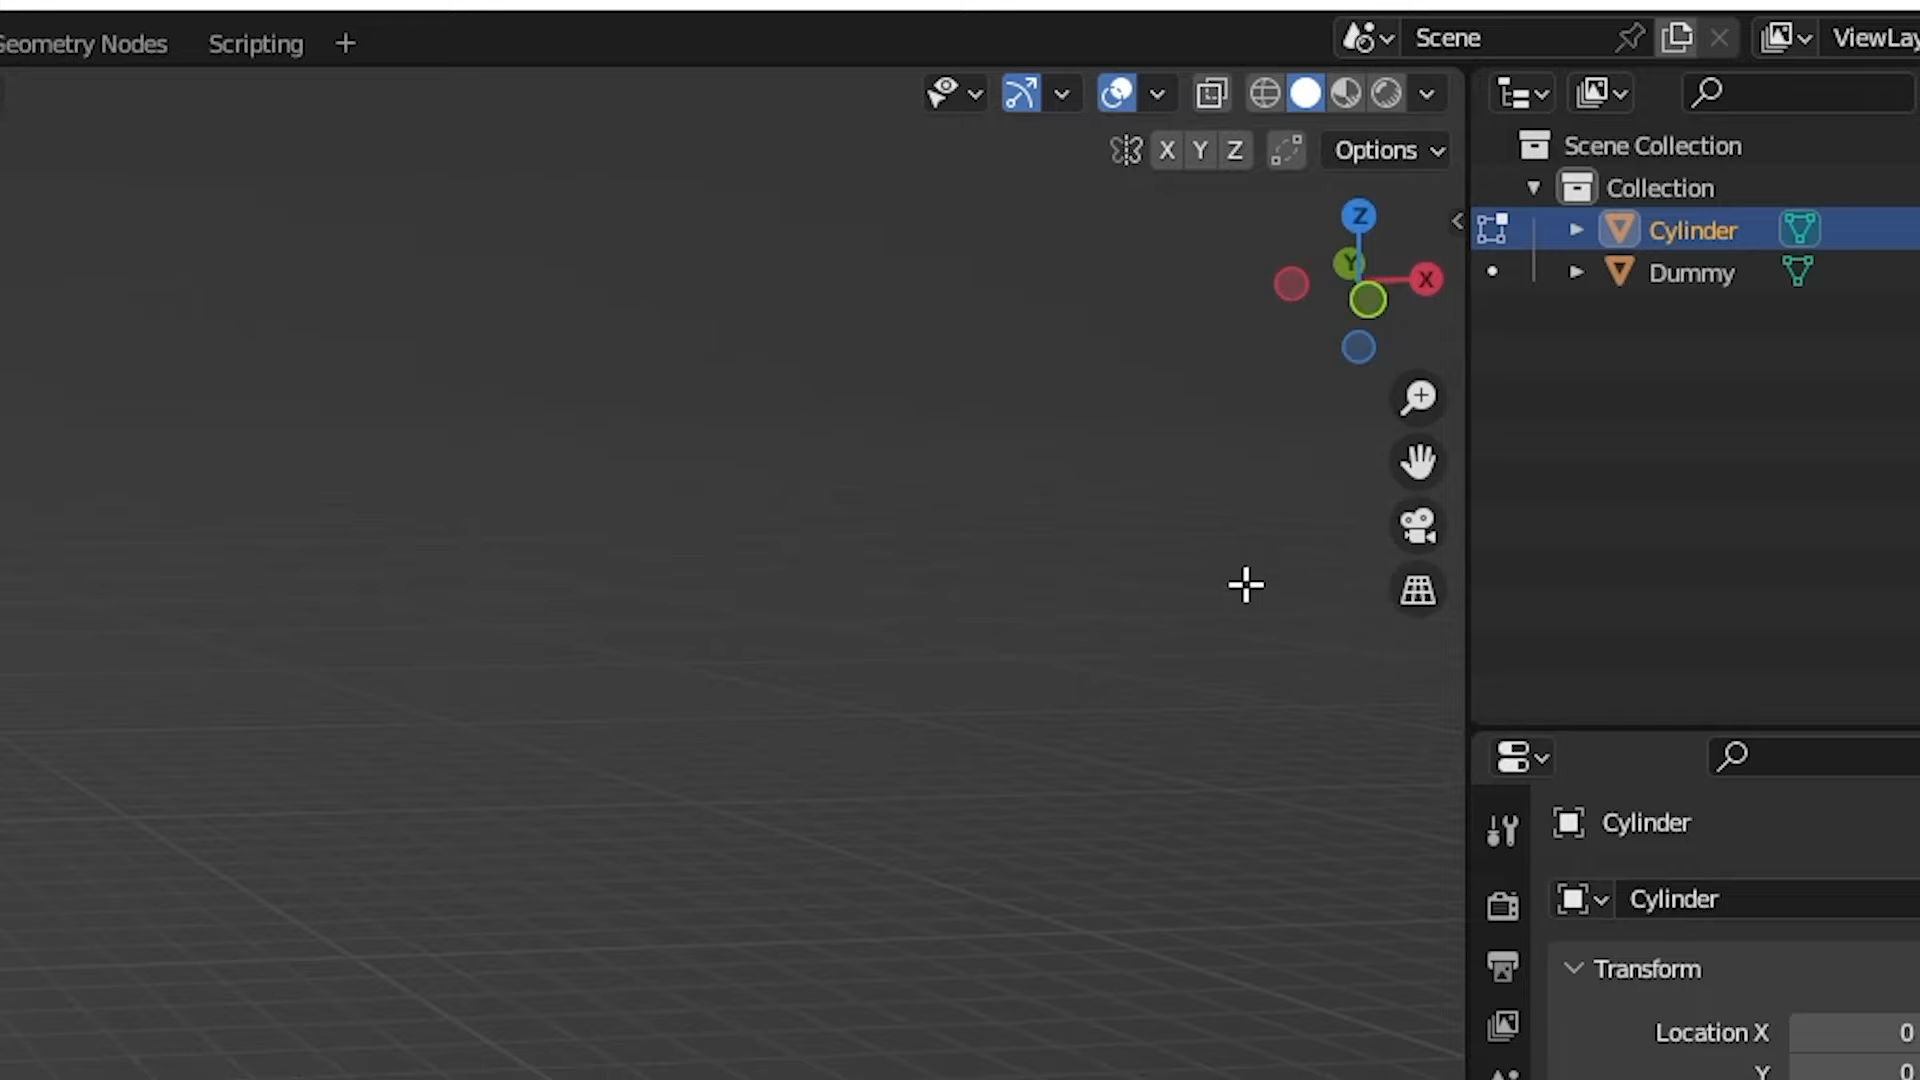 Geometry Nodes Scripting + Scene ViewLay
X Y Z Options
Scene Collection
Collection
Cylinder
Dummy
Z
Y
X
Cylinder
Cylinder
Transform
Location X 0
Y 0